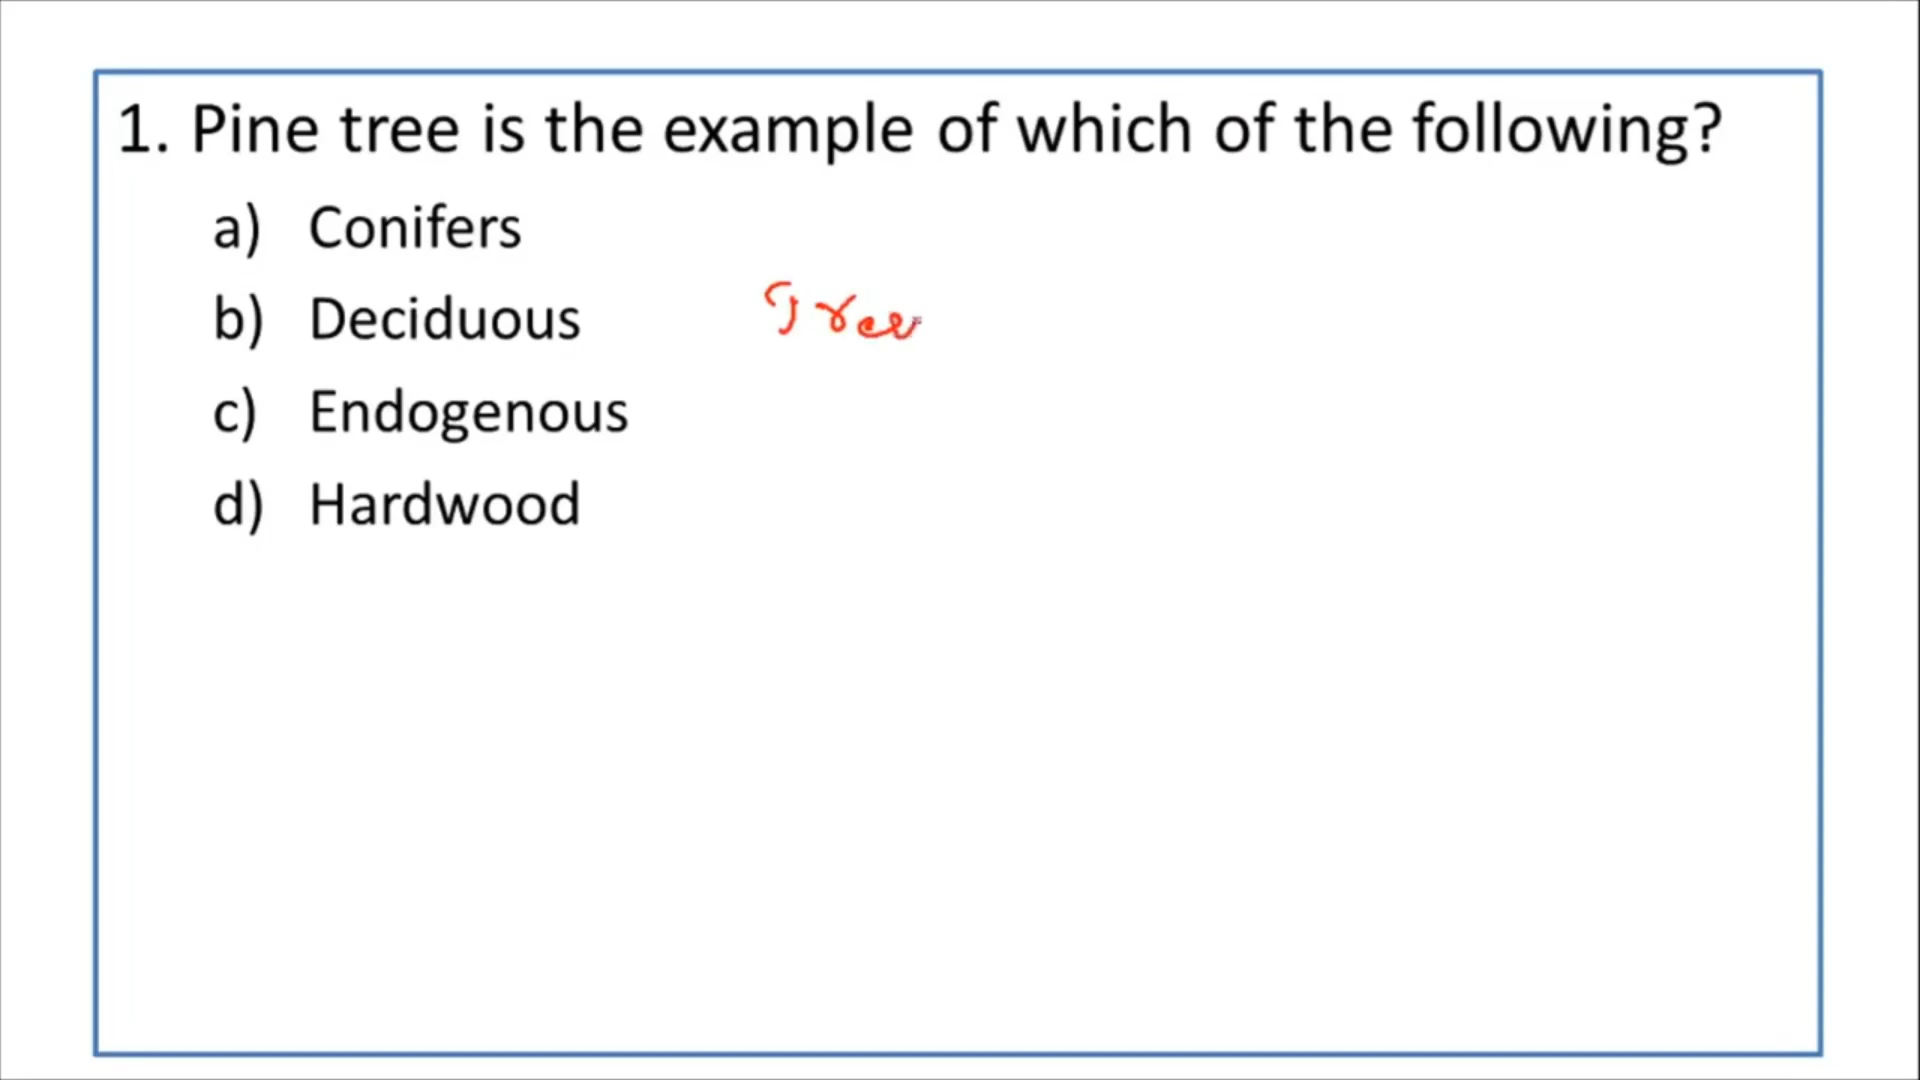 1. Pine tree is the example of which of the following?
a) Conifers
b) Deciduous
Tree
c) Endogenous
d) Hardwood